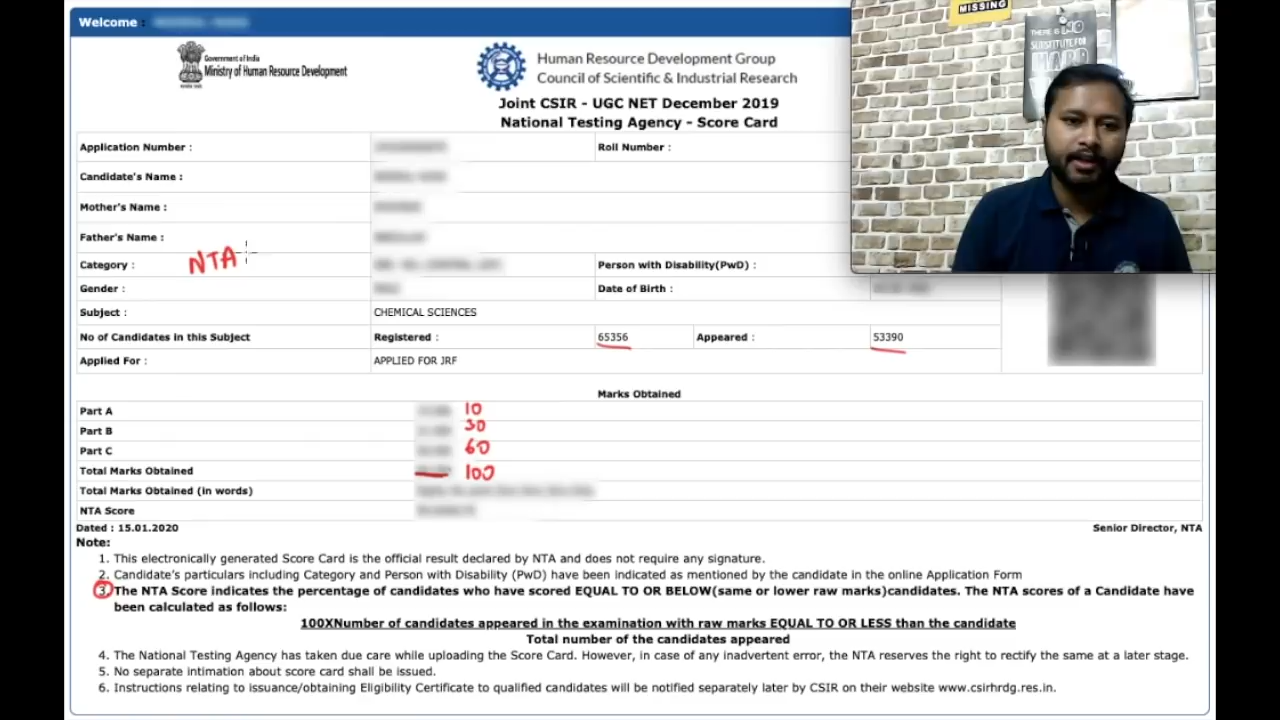 Welcome :
MISSING
THERE IS NO
SUBSTITUTE FOR
HARD
Government of India
Ministry of Human Resource Development
Human Resource Development Group
Council of Scientific & Industrial Research
Joint CSIR - UGC NET December 2019
National Testing Agency - Score Card
Application Number : Roll Number :
Candidate's Name :
Mother's Name :
Father's Name :
NTA
Category : Person with Disability(PwD) :
Gender : Date of Birth :
Subject : CHEMICAL SCIENCES
No of Candidates in this Subject Registered : 65356 Appeared : 53390
Applied For : APPLIED FOR JRF
Marks Obtained
Part A 10
Part B 30
Part C 60
Total Marks Obtained 100
Total Marks Obtained (in words)
NTA Score
Dated : 15.01.2020 Senior Director, NTA
Note:
1. This electronically generated Score Card is the official result declared by NTA and does not require any signature.
2. Candidate's particulars including Category and Person with Disability (PwD) have been indicated as mentioned by the candidate in the online Application Form
3. The NTA Score indicates the percentage of candidates who have scored EQUAL TO OR BELOW(same or lower raw marks)candidates. The NTA scores of a Candidate have
been calculated as follows:
100XNumber of candidates appeared in the examination with raw marks EQUAL TO OR LESS than the candidate
Total number of the candidates appeared
4. The National Testing Agency has taken due care while uploading the Score Card. However, in case of any inadvertent error, the NTA reserves the right to rectify the same at a later stage.
5. No separate intimation about score card shall be issued.
6. Instructions relating to issuance/obtaining Eligibility Certificate to qualified candidates will be notified separately later by CSIR on their website www.csirhrdg.res.in.